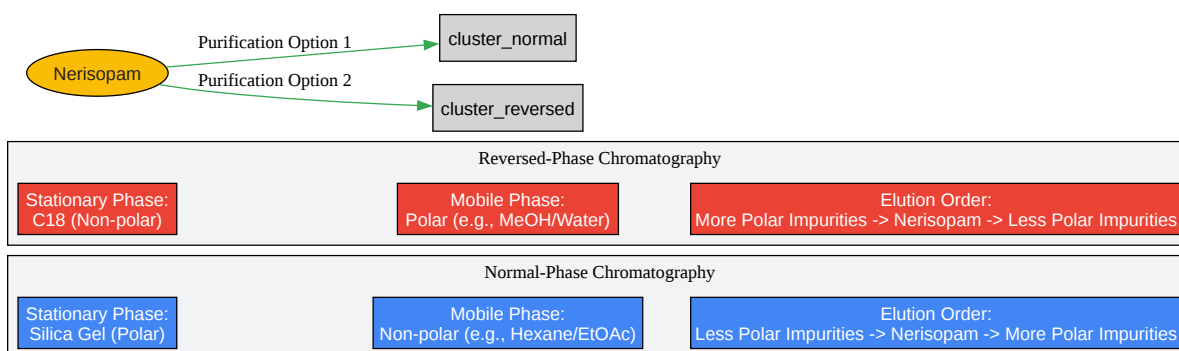 Nerisopam
Purification Option 1
cluster_normal
Purification Option 2
cluster_reversed
Reversed-Phase Chromatography
Stationary Phase:
C18 (Non-polar)
Mobile Phase:
Polar (e.g., MeOH/Water)
Elution Order:
More Polar Impurities -> Nerisopam -> Less Polar Impurities
Normal-Phase Chromatography
Stationary Phase:
Silica Gel (Polar)
Mobile Phase:
Non-polar (e.g., Hexane/EtOAc)
Elution Order:
Less Polar Impurities -> Nerisopam -> More Polar Impurities